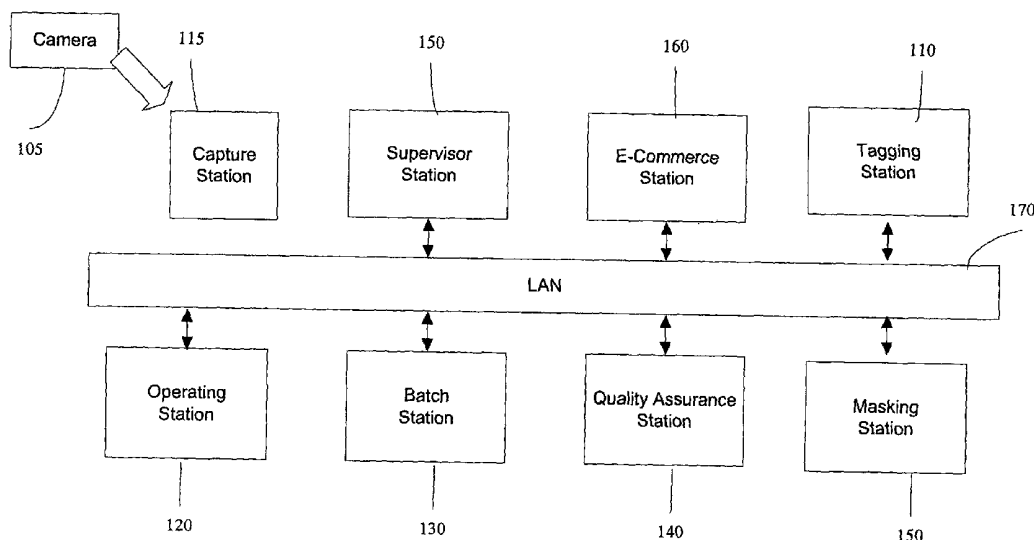 Camera
115
150
160
110
105
Capture
Station
Supervisor
Station
E-Commerce
Station
Tagging
Station
170
LAN
Operating
Station
Batch
Station
Quality Assurance
Station
Masking
Station
120
130
140
150